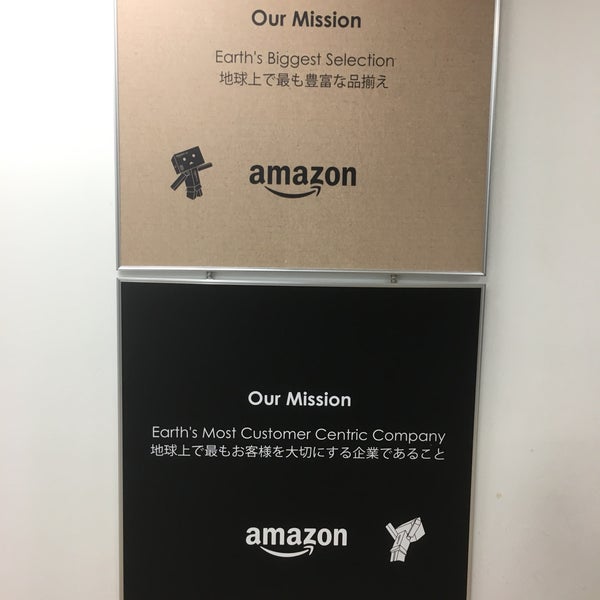 Our Mission
Earth's Biggest Selection
地球上で最も豊富な品揃え
amazon
Our Mission
Earth's Most Customer Centric Company
地球上で最もお客様を大切にする企業であること
amazon